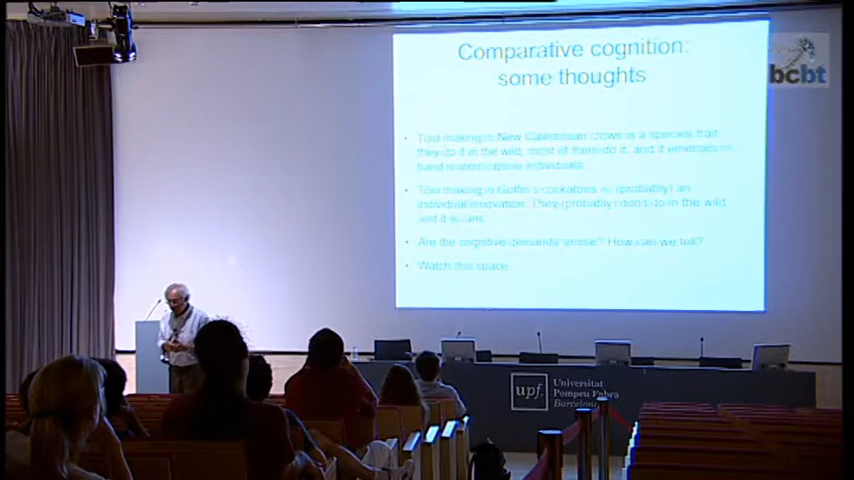 Comparative cognition:
some thoughts
bcbt
• Tool making in New Caledonian crows is a species trait:
they do it in the wild, most of them do it, and it emerges in
hand reared captive individuals.
• Tool making in Goffin's cockatoos is (probably) an
individual innovation. They (probably) don't do in the wild
and it is rare.
• Are the cognitive demands similar? How can we tell?
• Watch this space
upf.
Universitat
Pompeu Fabra
Barcelona